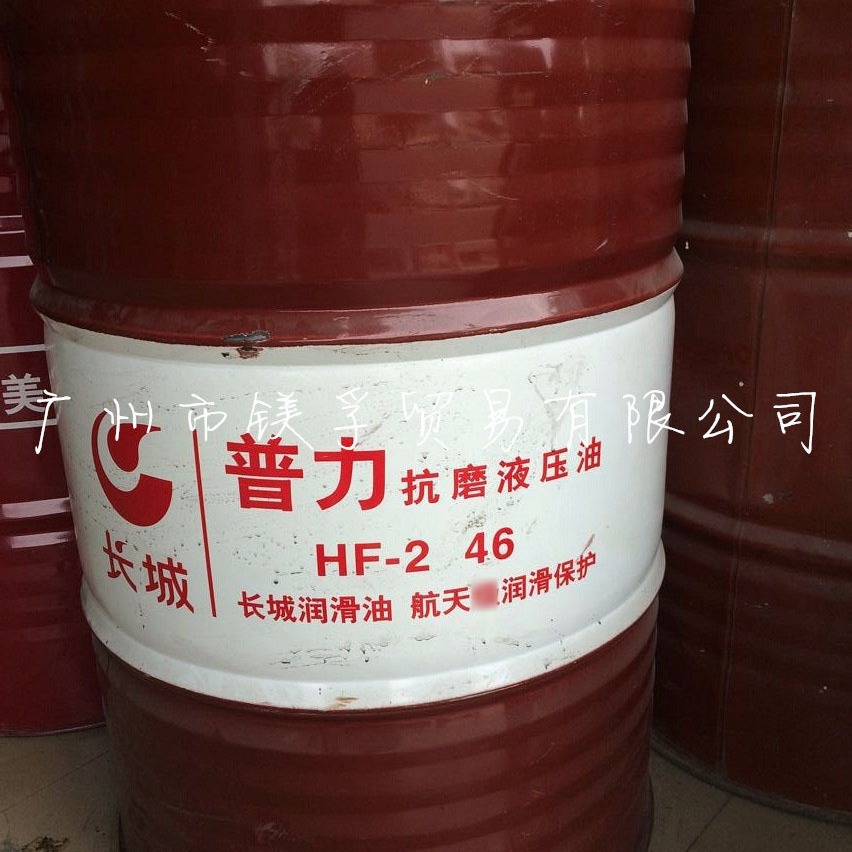 美
广州市镁孚贸易有限公司
普力 抗磨液压油
HF-2 46
长城
长城润滑油 航天润滑保护